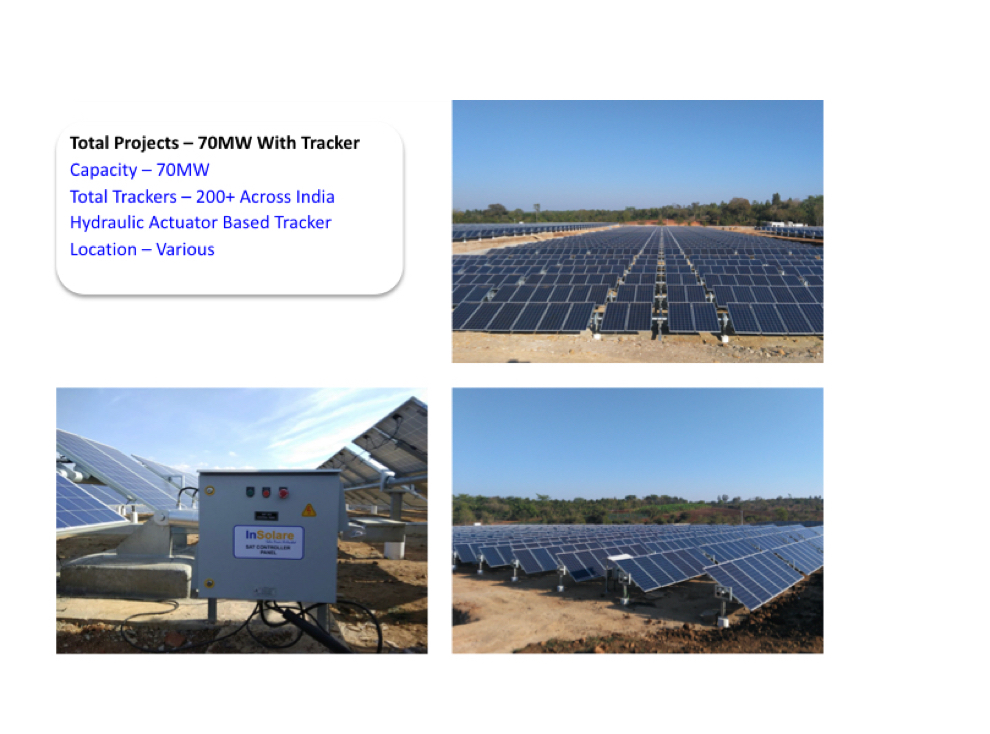 Total Projects – 70MW With Tracker
Capacity – 70MW
Total Trackers – 200+ Across India
Hydraulic Actuator Based Tracker
Location – Various
InSolare
SAT CONTROLLER
PANEL